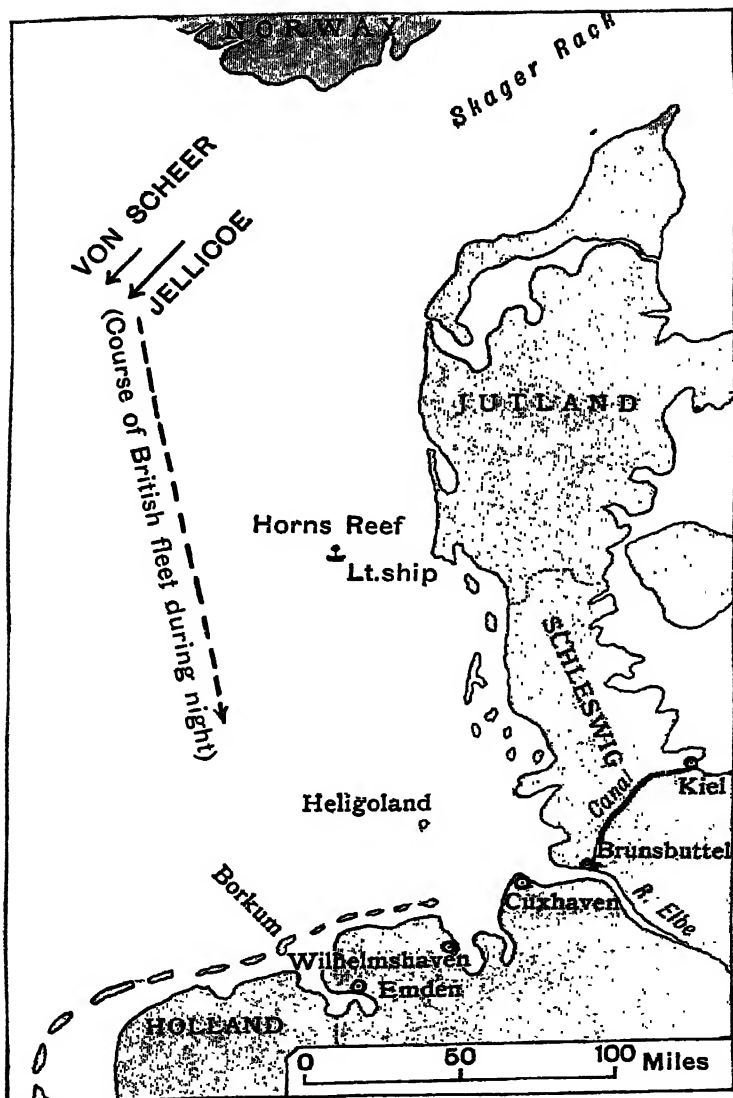 NORWAY
Skager Rack
VON SCHEER
JELLICOE
(Course of British fleet during night)
JUTLAND
Horns Reef
Lt.ship
SCHLESWIG
Canal
Kiel
Heligoland
Brunsbuttel
Cuxhaven
R. Elbe
Borkum
Wilhelmshaven
Emden
HOLLAND
0 50 100 Miles